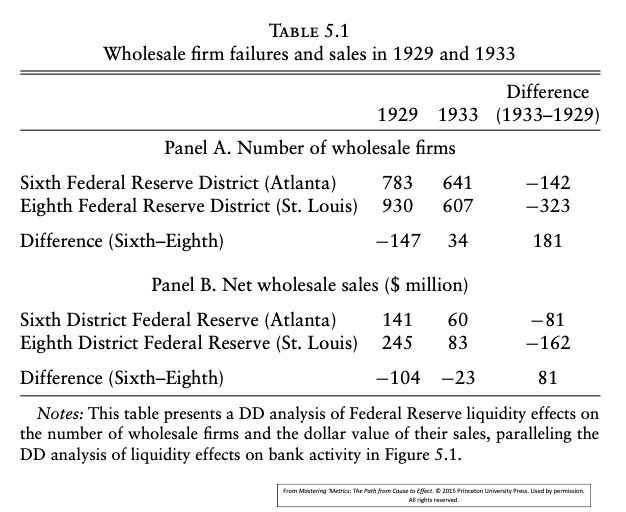 TABLE 5.1
Wholesale firm failures and sales in 1929 and 1933
Difference
1929 1933 (1933–1929)
Panel A. Number of wholesale firms
Sixth Federal Reserve District (Atlanta) 783 641 −142
Eighth Federal Reserve District (St. Louis) 930 607 −323
Difference (Sixth–Eighth) −147 34 181
Panel B. Net wholesale sales ($ million)
Sixth District Federal Reserve (Atlanta) 141 60 −81
Eighth District Federal Reserve (St. Louis) 245 83 −162
Difference (Sixth–Eighth) −104 −23 81
Notes: This table presents a DD analysis of Federal Reserve liquidity effects on
the number of wholesale firms and the dollar value of their sales, paralleling the
DD analysis of liquidity effects on bank activity in Figure 5.1.
From Mastering 'Metrics: The Path from Cause to Effect. © 2015 Princeton University Press. Used by permission.
All rights reserved.